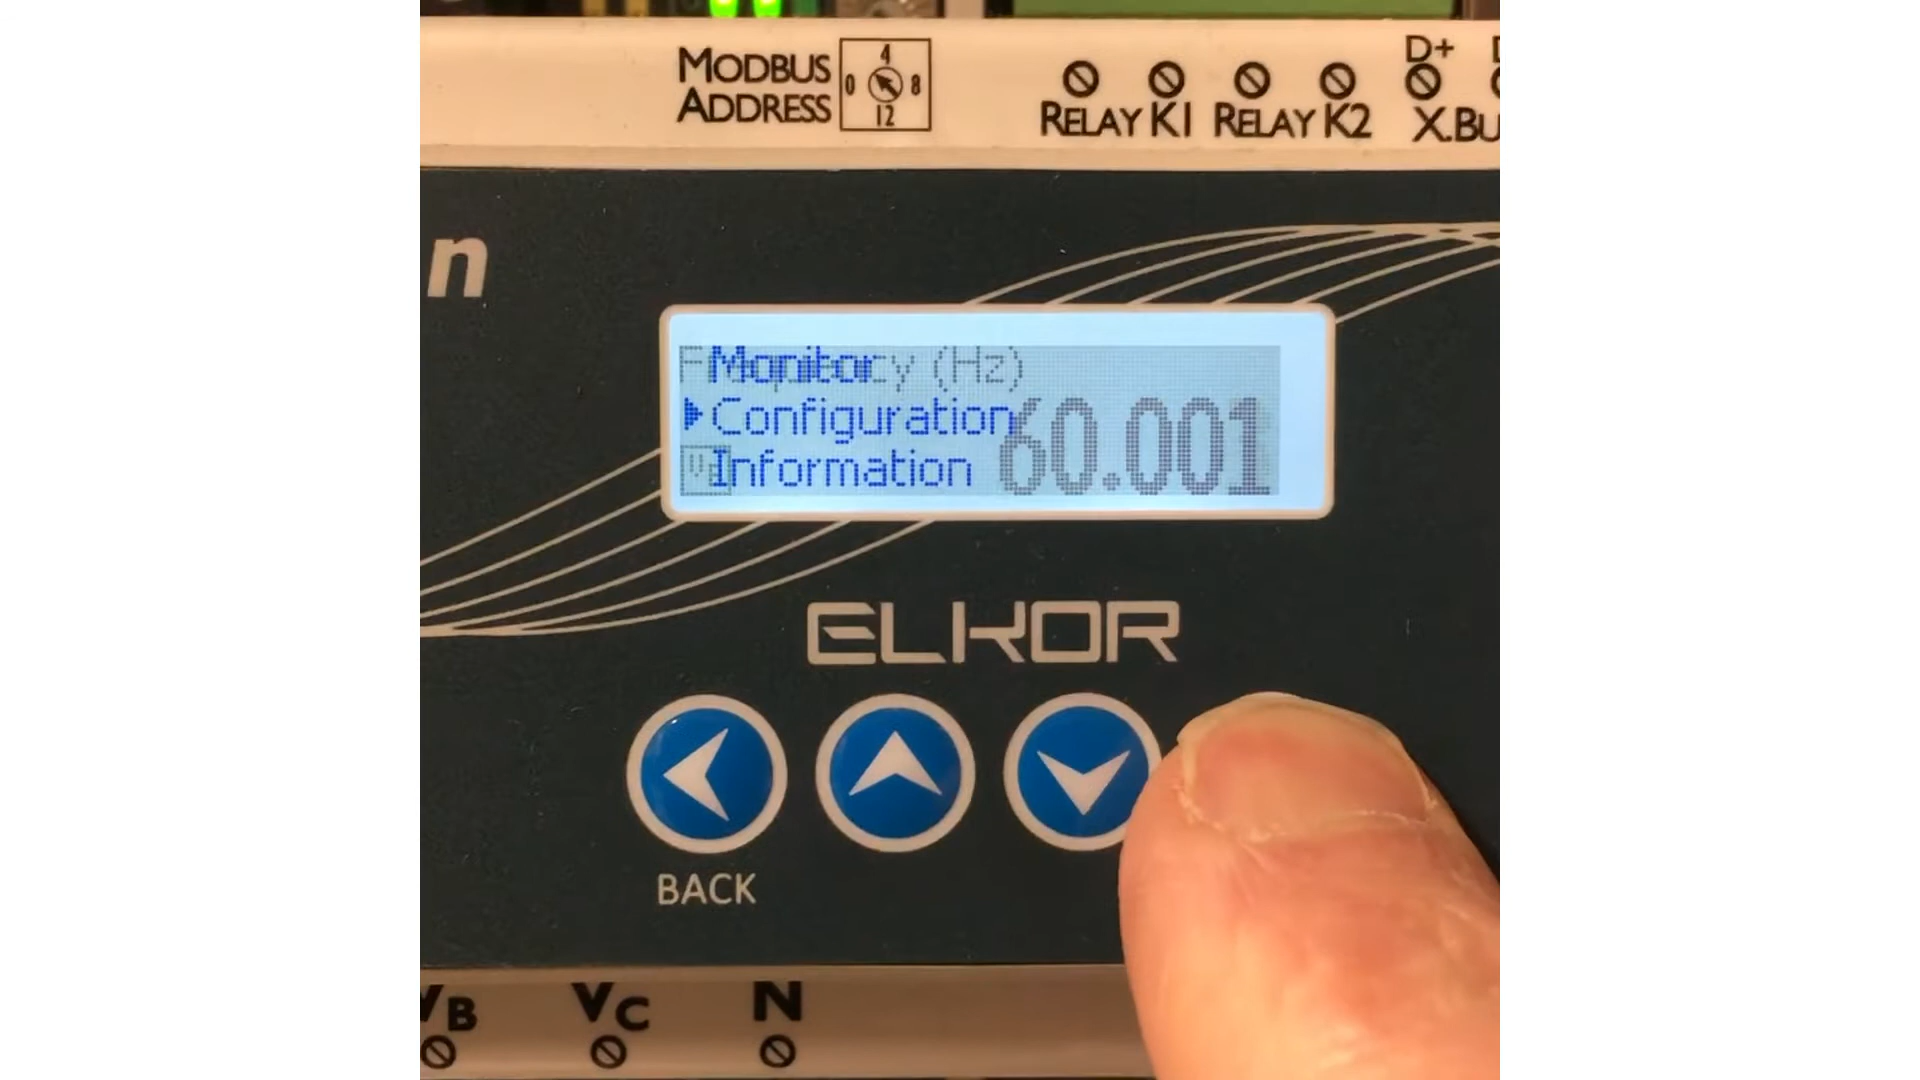 MODBUS
ADDRESS
4
0
8
12
D+
RELAY K1
RELAY K2
X.BU
n
Monitor
Configuration
Information
(Hz)
60.001
ELKOR
BACK
VB
VC
N